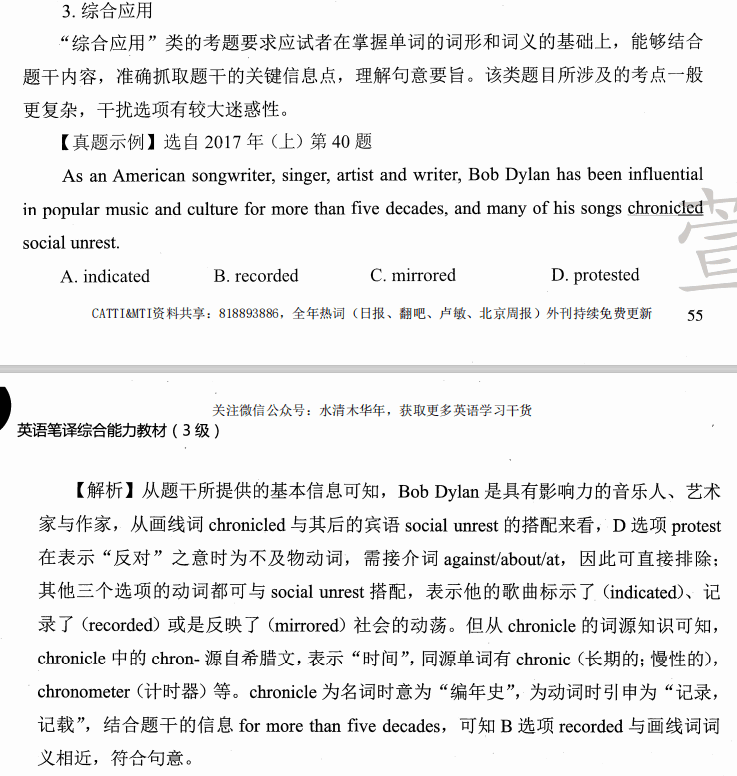 3. 综合应用
“综合应用”类的考题要求应试者在掌握单词的词形和词义的基础上，能够结合
题干内容，准确抓取题干的关键信息点，理解句意要旨。该类题目所涉及的考点一般
更复杂，干扰选项有较大迷惑性。
【真题示例】选自 2017 年（上）第 40 题
As an American songwriter, singer, artist and writer, Bob Dylan has been influential
in popular music and culture for more than five decades, and many of his songs chronicled
social unrest.
A. indicated B. recorded C. mirrored D. protested
CATTI&MTI资料共享：818893886，全年热词（日报、翻吧、卢敏、北京周报）外刊持续免费更新 55
关注微信公众号：水清木华年，获取更多英语学习干货
英语笔译综合能力教材（3 级）
【解析】从题干所提供的基本信息可知，Bob Dylan 是具有影响力的音乐人、艺术
家与作家，从画线词 chronicled 与其后的宾语 social unrest 的搭配来看，D 选项 protest
在表示“反对”之意时为不及物动词，需接介词 against/about/at，因此可直接排除；
其他三个选项的动词都可与 social unrest 搭配，表示他的歌曲标示了（indicated）、记
录了（recorded）或是反映了（mirrored）社会的动荡。但从 chronicle 的词源知识可知，
chronicle 中的 chron- 源自希腊文，表示“时间”，同源单词有 chronic（长期的；慢性的），
chronometer（计时器）等。chronicle 为名词时意为“编年史”，为动词时引申为“记录，
记载”，结合题干的信息 for more than five decades，可知 B 选项 recorded 与画线词词
义相近，符合句意。